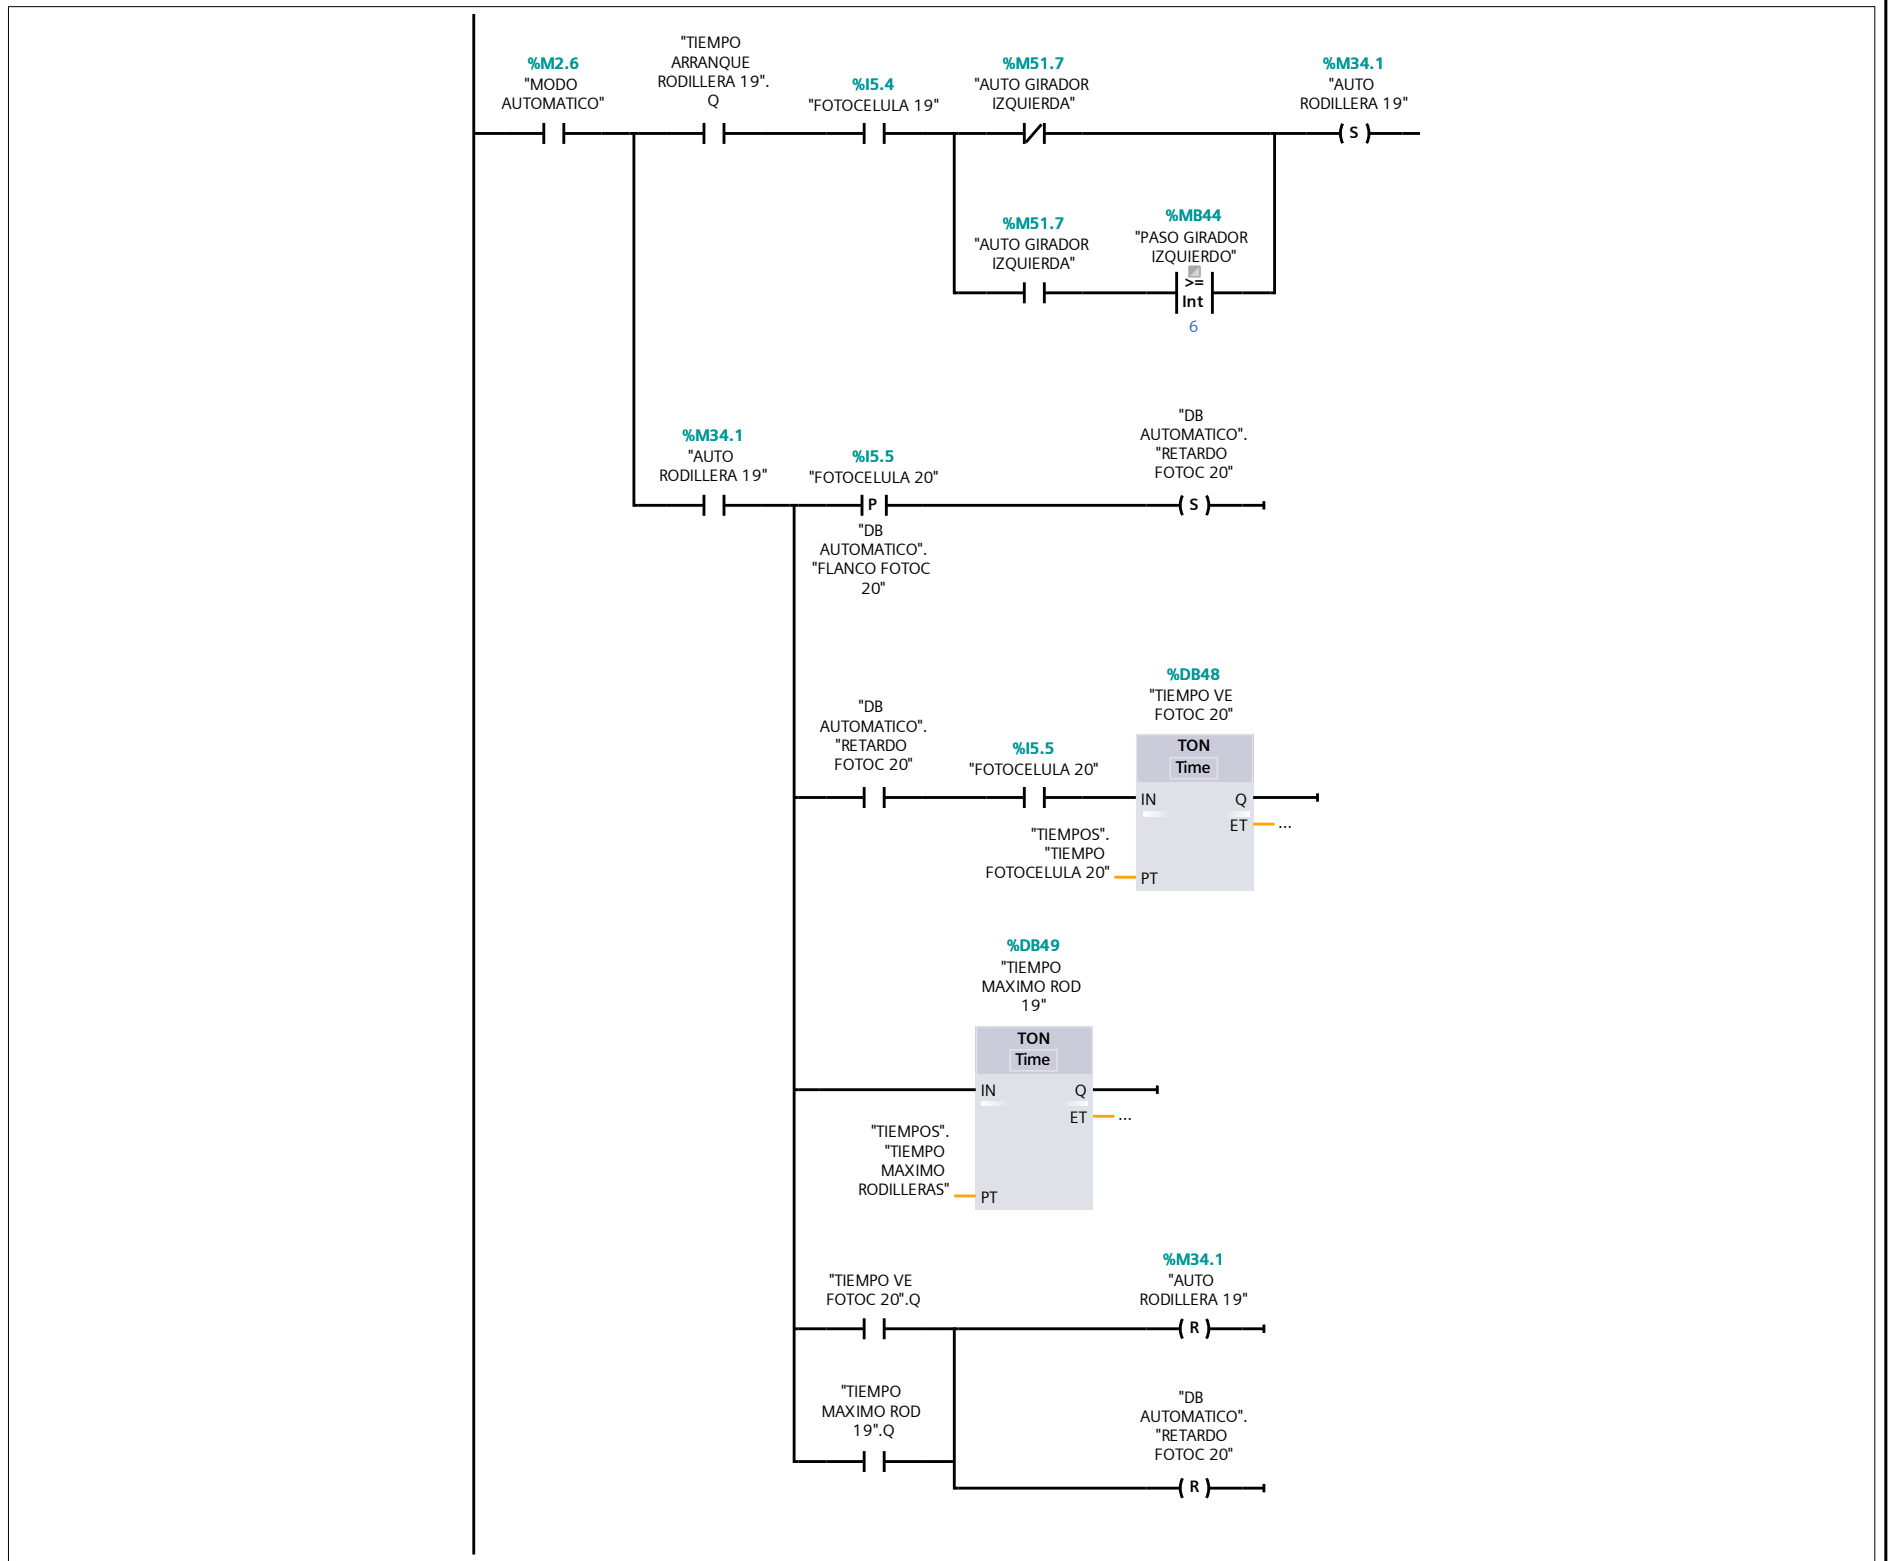 %M2.6
"MODO
AUTOMATICO"
"TIEMPO
ARRANQUE
RODILLERA 19".
Q
%I5.4
"FOTOCELULA 19"
%M51.7
"AUTO GIRADOR
IZQUIERDA"
%M34.1
"AUTO
RODILLERA 19"
S
%M51.7
"AUTO GIRADOR
IZQUIERDA"
%MB44
"PASO GIRADOR
IZQUIERDO"
>=
Int
6
%M34.1
"AUTO
RODILLERA 19"
%I5.5
"FOTOCELULA 20"
P
"DB
AUTOMATICO".
"FLANCO FOTOC
20"
"DB
AUTOMATICO".
"RETARDO
FOTOC 20"
S
"DB
AUTOMATICO".
"RETARDO
FOTOC 20"
%I5.5
"FOTOCELULA 20"
%DB48
"TIEMPO VE
FOTOC 20"
TON
Time
IN Q
ET ...
"TIEMPOS".
"TIEMPO
FOTOCELULA 20"
PT
%DB49
"TIEMPO
MAXIMO ROD
19"
TON
Time
IN Q
ET ...
"TIEMPOS".
"TIEMPO
MAXIMO
RODILLERAS"
PT
"TIEMPO VE
FOTOC 20".Q
%M34.1
"AUTO
RODILLERA 19"
R
"TIEMPO
MAXIMO ROD
19".Q
"DB
AUTOMATICO".
"RETARDO
FOTOC 20"
R